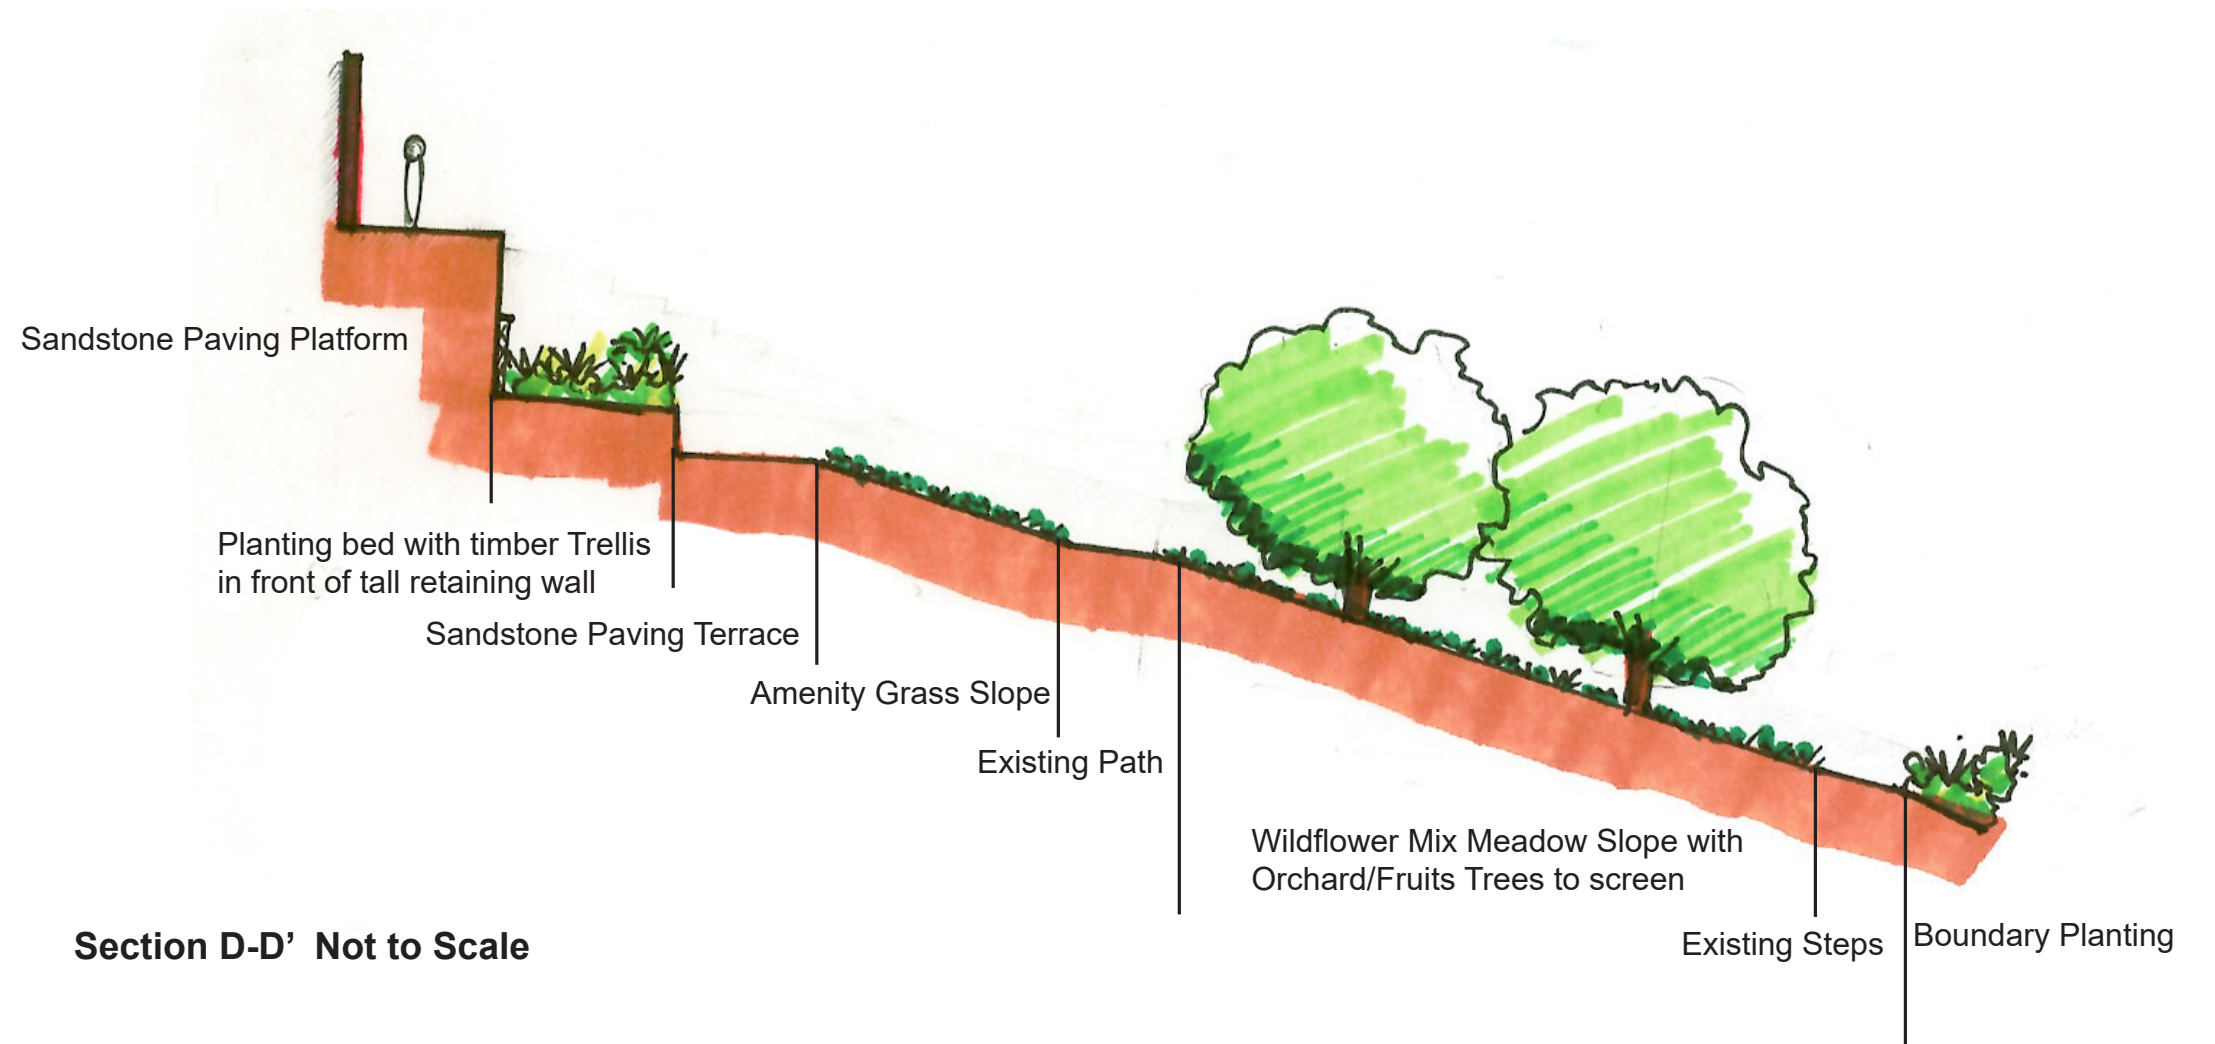 Sandstone Paving Platform
Planting bed with timber Trellis
in front of tall retaining wall
Sandstone Paving Terrace
Amenity Grass Slope
Existing Path
Wildflower Mix Meadow Slope with
Orchard/Fruits Trees to screen
Existing Steps
Boundary Planting
Section D-D’  Not to Scale